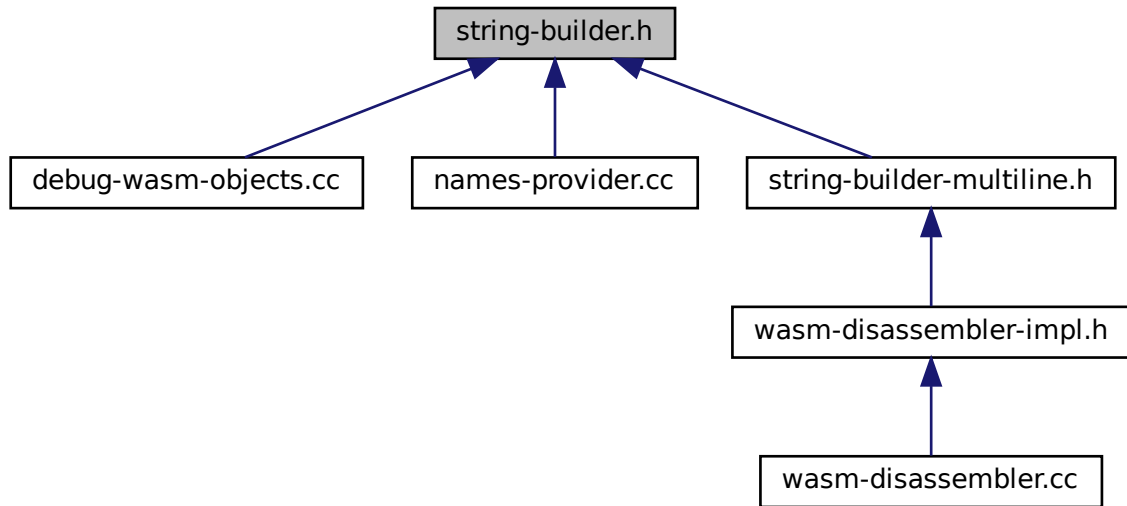 string-builder.h
debug-wasm-objects.cc
names-provider.cc
string-builder-multiline.h
wasm-disassembler-impl.h
wasm-disassembler.cc